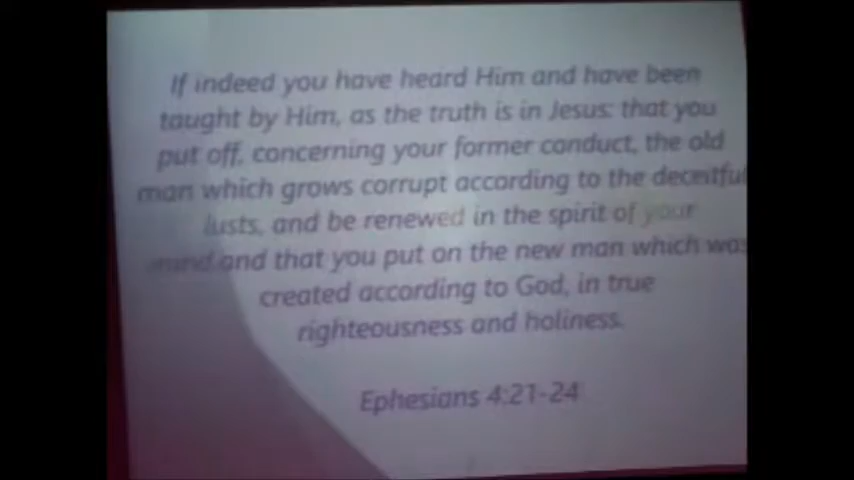 If indeed you have heard Him and have been
taught by Him, as the truth is in Jesus: that you
put off, concerning your former conduct, the old
man which grows corrupt according to the deceitful
lusts, and be renewed in the spirit of your
mind and that you put on the new man which was
created according to God, in true
righteousness and holiness.
Ephesians 4:21-24